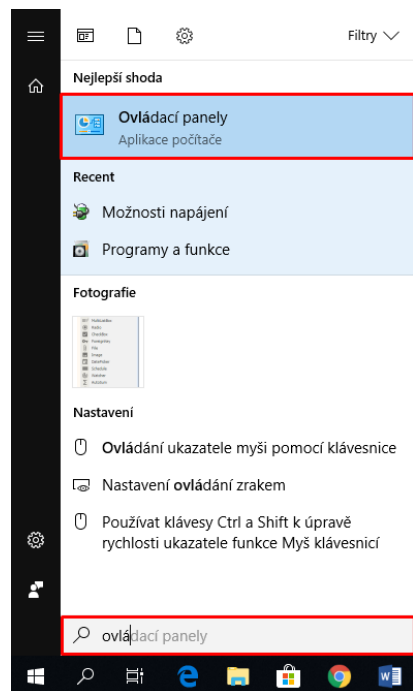 Filtry
Nejlepší shoda
Ovládací panely
Aplikace počítače
Recent
Možnosti napájení
Programy a funkce
Fotografie
Nastavení
Ovládání ukazatele myši pomocí klávesnice
Nastavení ovládání zrakem
Používat klávesy Ctrl a Shift k úpravě
rychlosti ukazatele funkce Myš klávesnicí
ovládací panely